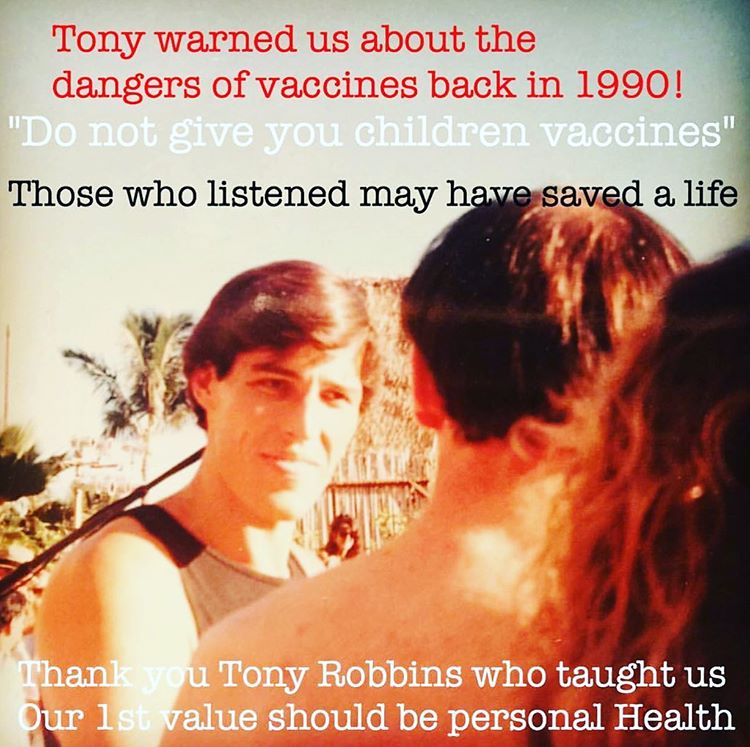 Tony warned us about the
dangers of vaccines back in 1990!
"Do not give you children vaccines"
Those who listened may have saved a life
Thank you Tony Robbins who taught us
Our 1st value should be personal Health